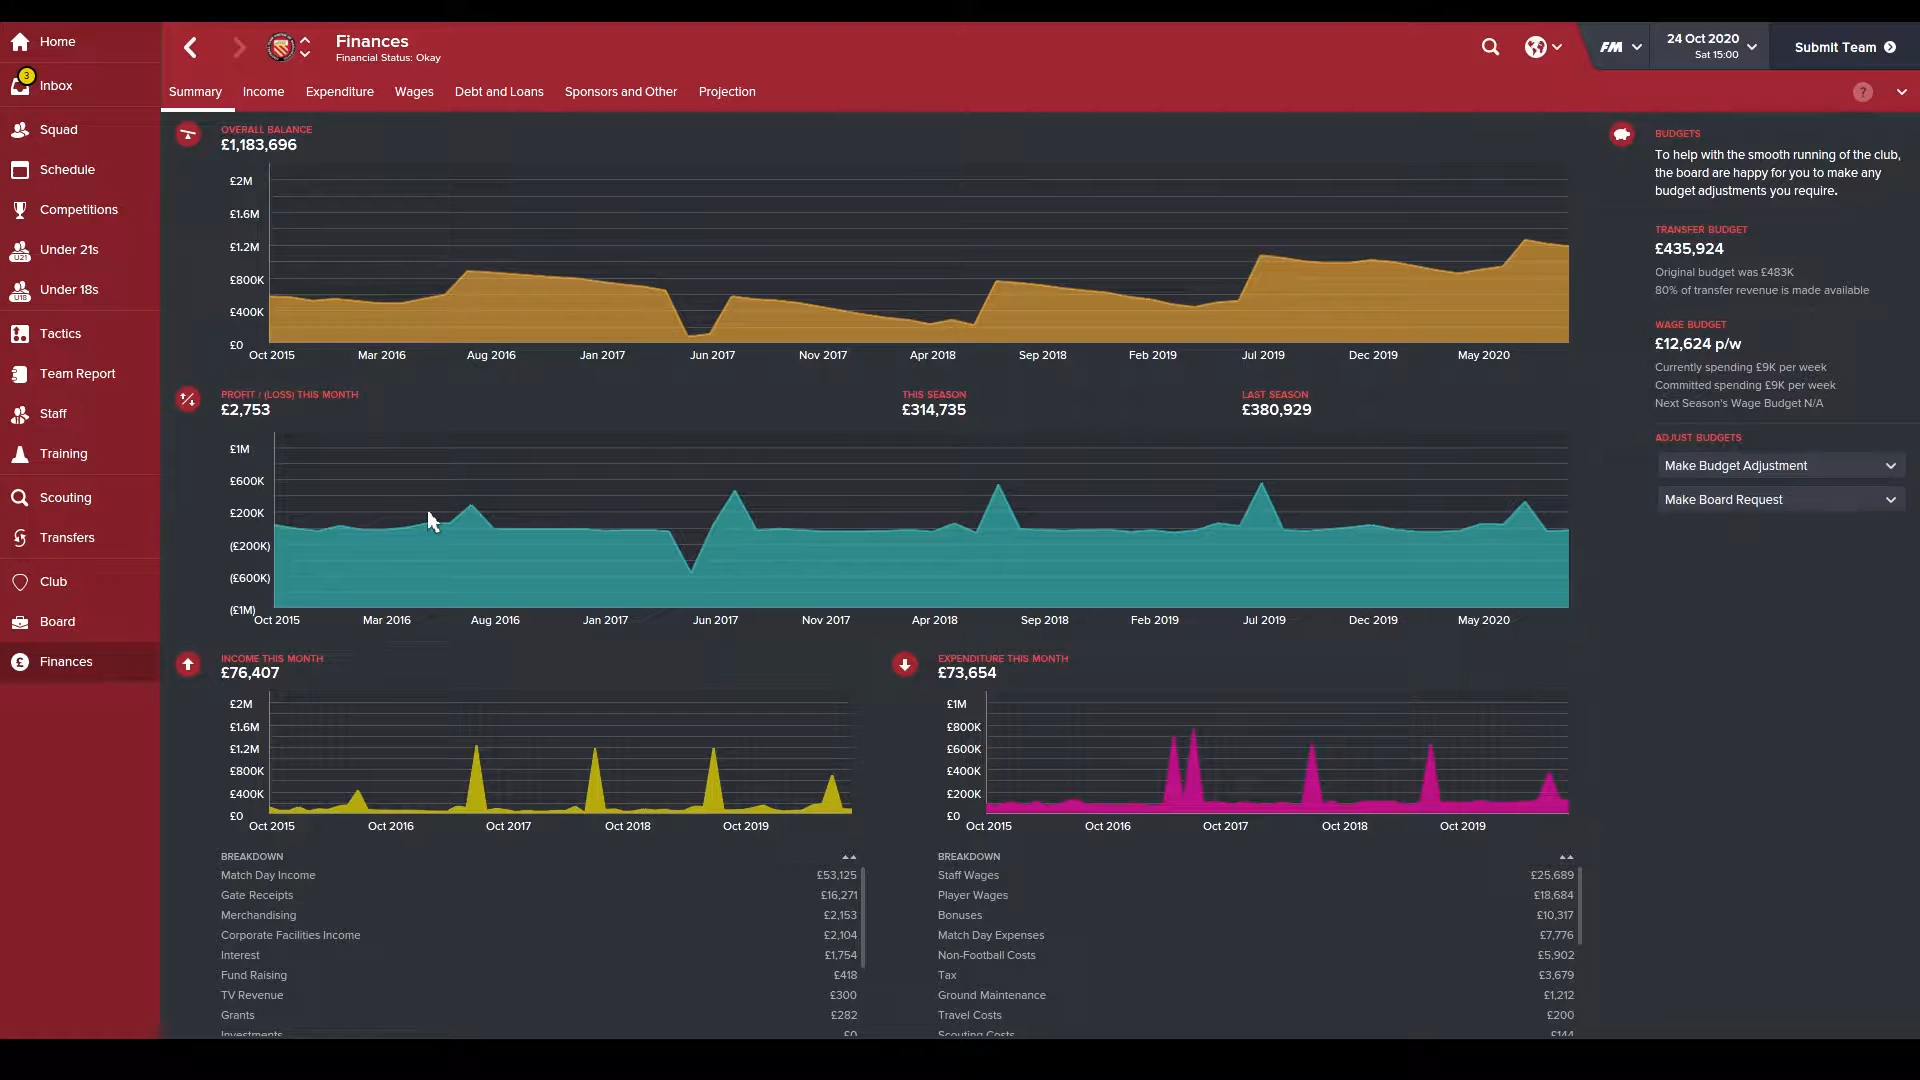 Home
3
Inbox
Squad
Schedule
Competitions
U21
Under 21s
U18
Under 18s
Tactics
Team Report
Staff
Training
Scouting
Transfers
Club
Board
£
Finances
Finances
Financial Status: Okay
FM
24 Oct 2020
Sat 15:00
Submit Team
Summary
Income
Expenditure
Wages
Debt and Loans
Sponsors and Other
Projection
?
OVERALL BALANCE
£1,183,696
£2M
£1.6M
£1.2M
£800K
£400K
£0
Oct 2015
Mar 2016
Aug 2016
Jan 2017
Jun 2017
Nov 2017
Apr 2018
Sep 2018
Feb 2019
Jul 2019
Dec 2019
May 2020
PROFIT / (LOSS) THIS MONTH
£2,753
THIS SEASON
£314,735
LAST SEASON
£380,929
£1M
£600K
£200K
(£200K)
(£600K)
(£1M)
Oct 2015
Mar 2016
Aug 2016
Jan 2017
Jun 2017
Nov 2017
Apr 2018
Sep 2018
Feb 2019
Jul 2019
Dec 2019
May 2020
INCOME THIS MONTH
£76,407
£2M
£1.6M
£1.2M
£800K
£400K
£0
Oct 2015
Oct 2016
Oct 2017
Oct 2018
Oct 2019
BREAKDOWN
Match Day Income £53,125
Gate Receipts £16,271
Merchandising £2,153
Corporate Facilities Income £2,104
Interest £1,754
Fund Raising £418
TV Revenue £300
Grants £282
Investments £0
EXPENDITURE THIS MONTH
£73,654
£1M
£800K
£600K
£400K
£200K
£0
Oct 2015
Oct 2016
Oct 2017
Oct 2018
Oct 2019
BREAKDOWN
Staff Wages £25,689
Player Wages £18,684
Bonuses £10,317
Match Day Expenses £7,776
Non-Football Costs £5,902
Tax £3,679
Ground Maintenance £1,212
Travel Costs £200
Scouting Costs £144
BUDGETS
To help with the smooth running of the club,
the board are happy for you to make any
budget adjustments you require.
TRANSFER BUDGET
£435,924
Original budget was £483K
80% of transfer revenue is made available
WAGE BUDGET
£12,624 p/w
Currently spending £9K per week
Committed spending £9K per week
Next Season's Wage Budget N/A
ADJUST BUDGETS
Make Budget Adjustment
Make Board Request